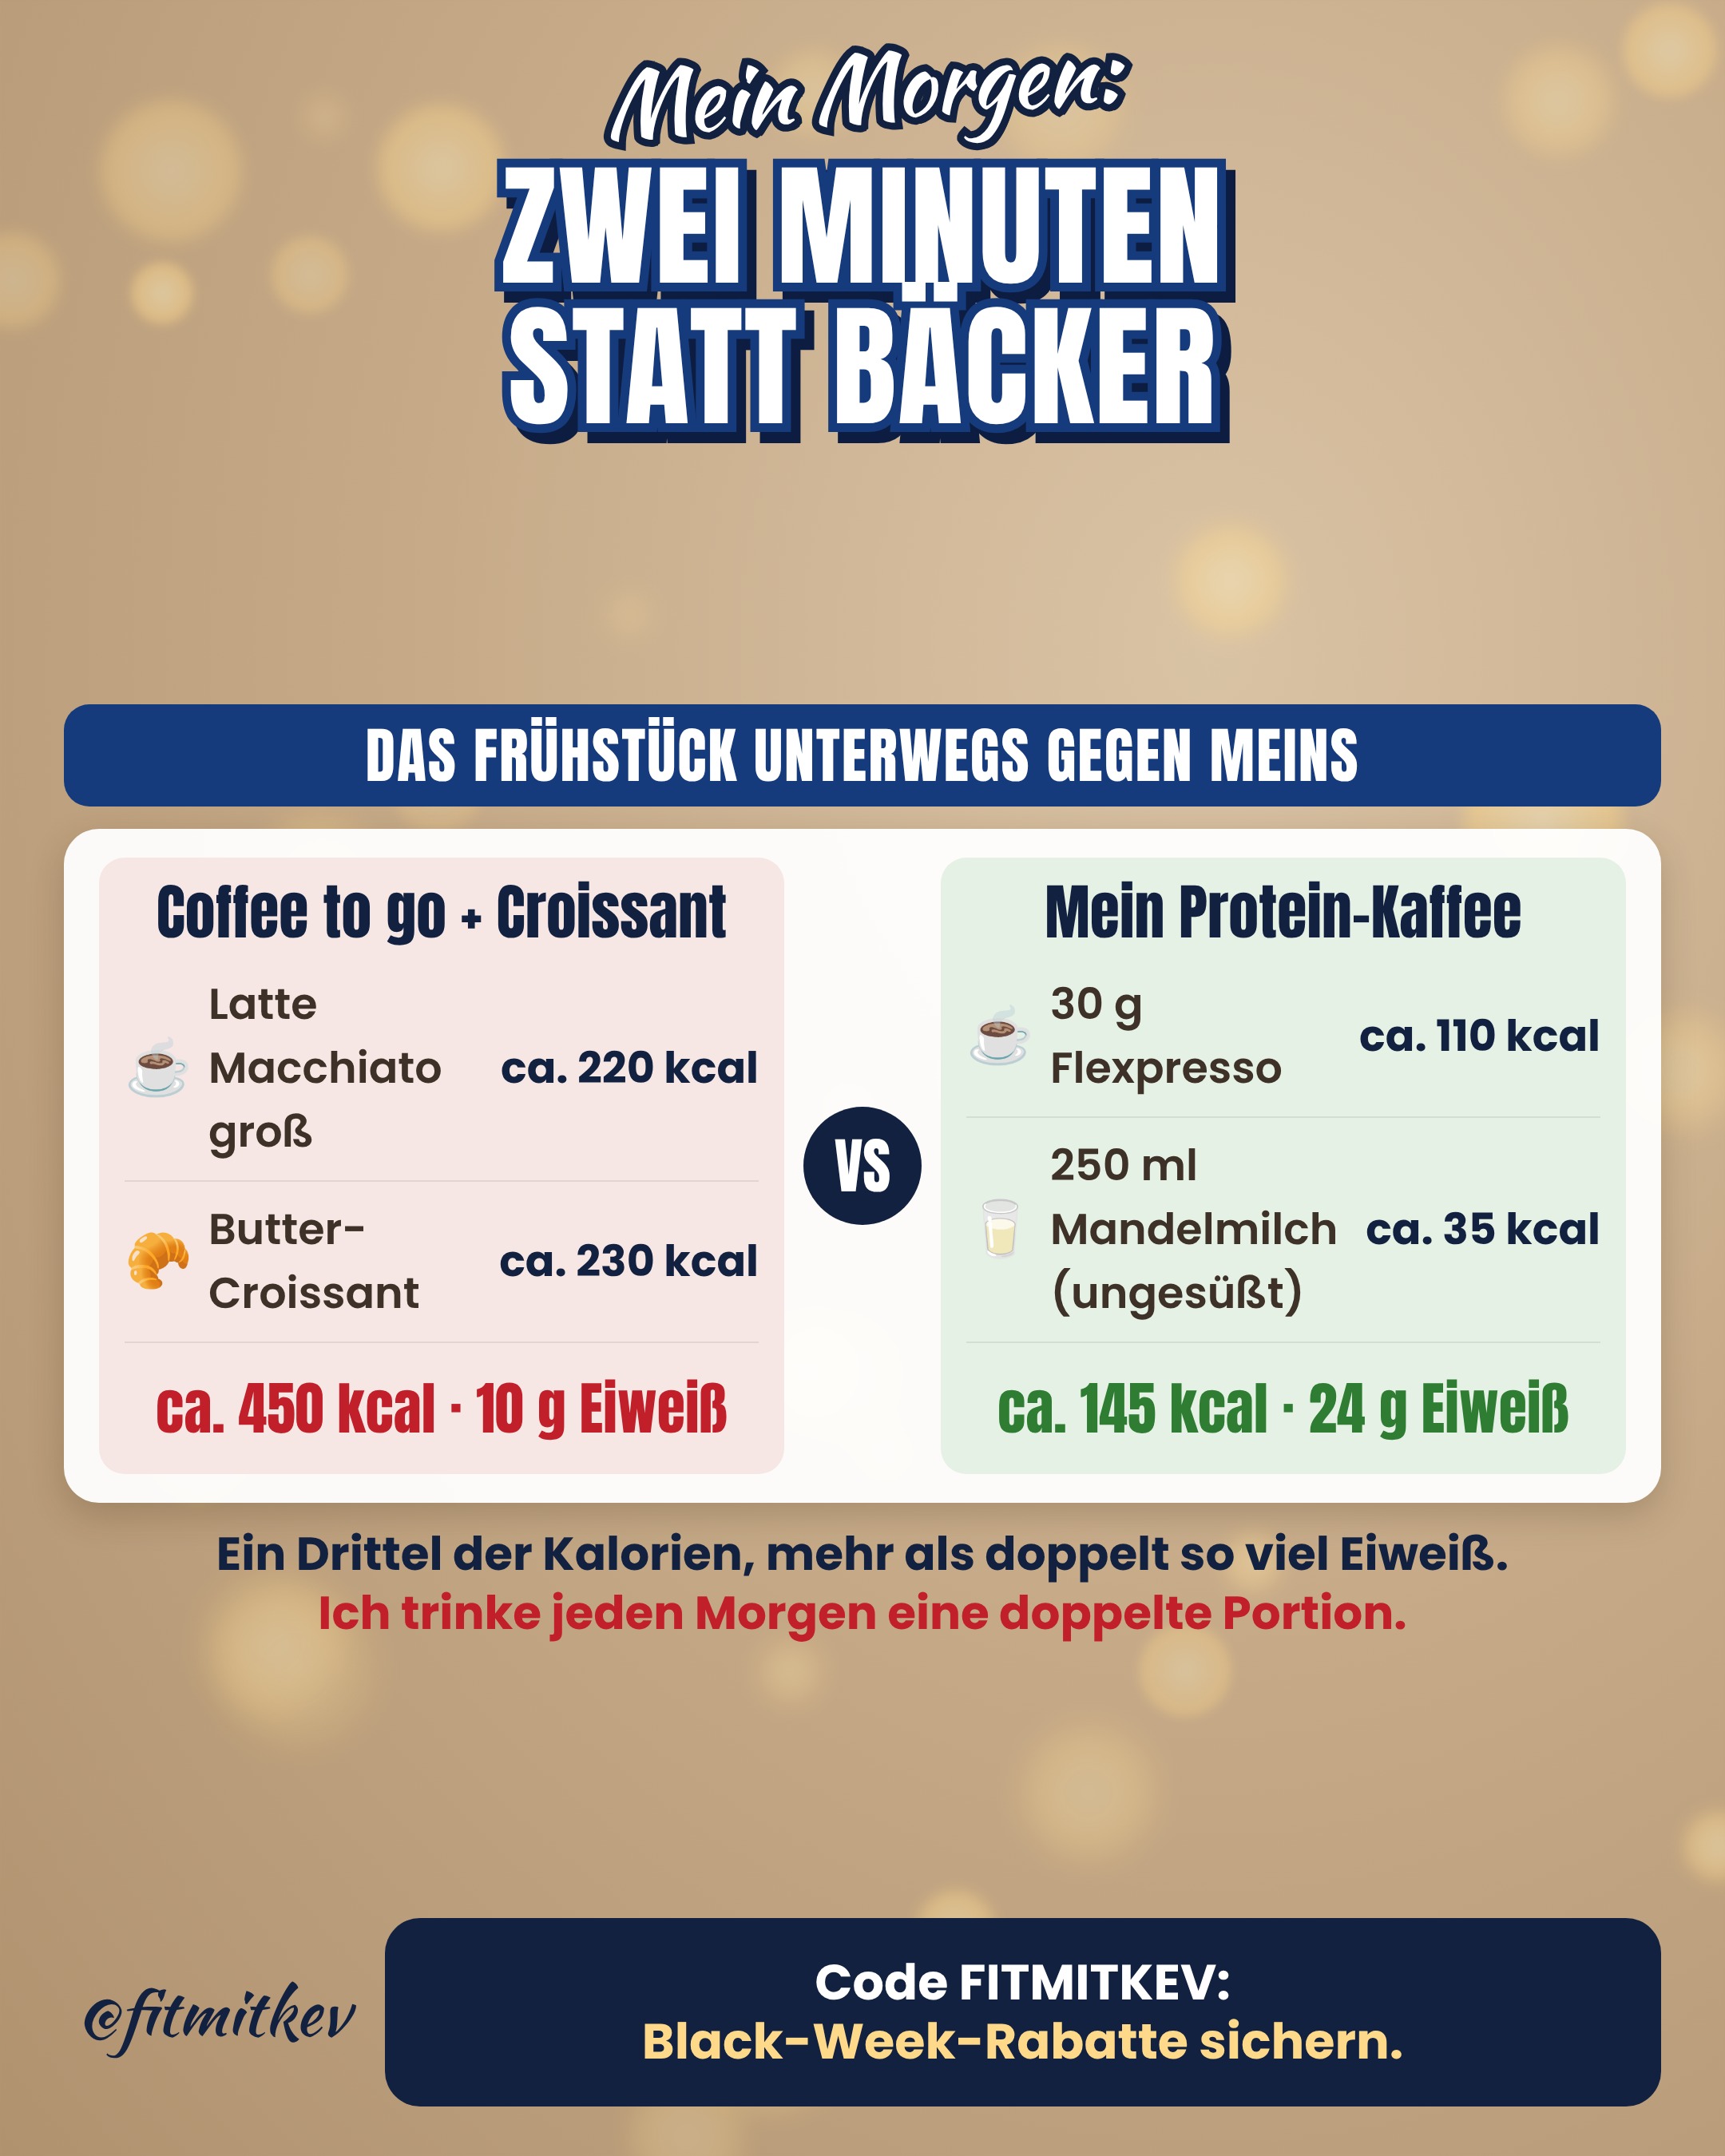 Mein Morgen:
ZWEI MINUTEN
STATT BÄCKER
DAS FRÜHSTÜCK UNTERWEGS GEGEN MEINS
Coffee to go + Croissant
Latte
Macchiato
groß
ca. 220 kcal
Butter-
Croissant
ca. 230 kcal
ca. 450 kcal · 10 g Eiweiß
VS
Mein Protein-Kaffee
30 g
Flexpresso
ca. 110 kcal
250 ml
Mandelmilch
(ungesüßt)
ca. 35 kcal
ca. 145 kcal · 24 g Eiweiß
Ein Drittel der Kalorien, mehr als doppelt so viel Eiweiß.
Ich trinke jeden Morgen eine doppelte Portion.
@fitmitkev
Code FITMITKEV:
Black-Week-Rabatte sichern.